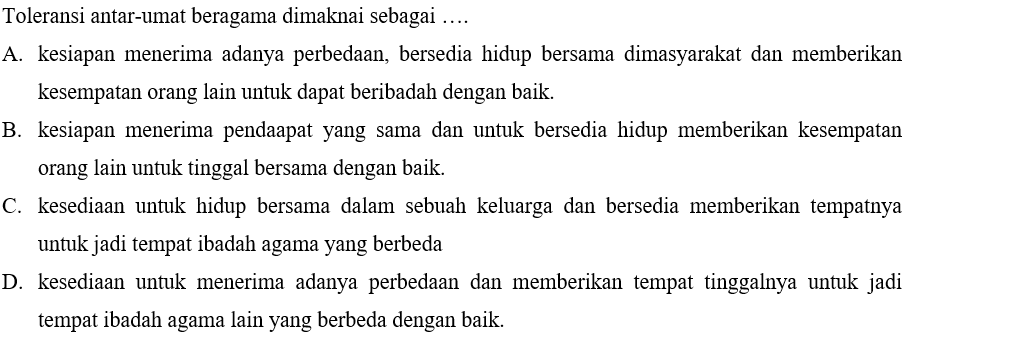 Toleransi antar-umat beragama dimaknai sebagai ….
A. kesiapan menerima adanya perbedaan, bersedia hidup bersama dimasyarakat dan memberikan
kesempatan orang lain untuk dapat beribadah dengan baik.
B. kesiapan menerima pendaapat yang sama dan untuk bersedia hidup memberikan kesempatan
orang lain untuk tinggal bersama dengan baik.
C. kesediaan untuk hidup bersama dalam sebuah keluarga dan bersedia memberikan tempatnya
untuk jadi tempat ibadah agama yang berbeda
D. kesediaan untuk menerima adanya perbedaan dan memberikan tempat tinggalnya untuk jadi
tempat ibadah agama lain yang berbeda dengan baik.